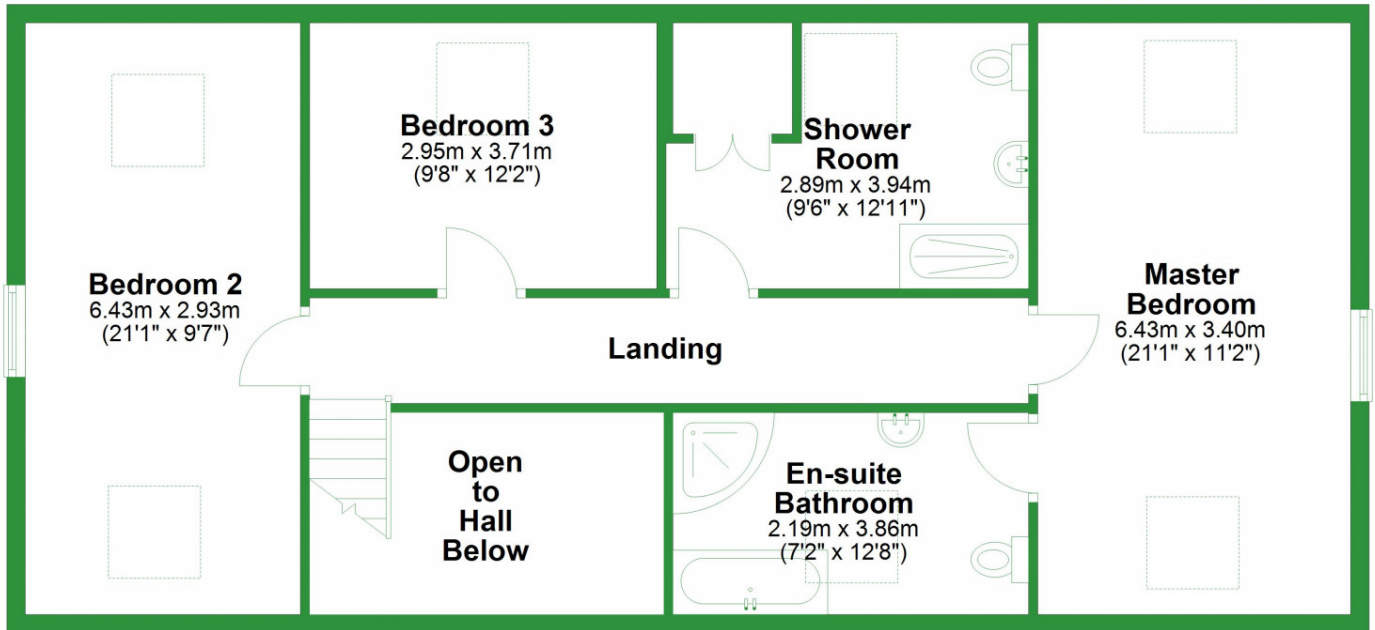 Bedroom 2
6.43m x 2.93m
(21'1" x 9'7")
Bedroom 3
2.95m x 3.71m
(9'8" x 12'2")
Shower
Room
2.89m x 3.94m
(9'6" x 12'11")
Master
Bedroom
6.43m x 3.40m
(21'1" x 11'2")
Landing
Open
to
Hall
Below
En-suite
Bathroom
2.19m x 3.86m
(7'2" x 12'8")